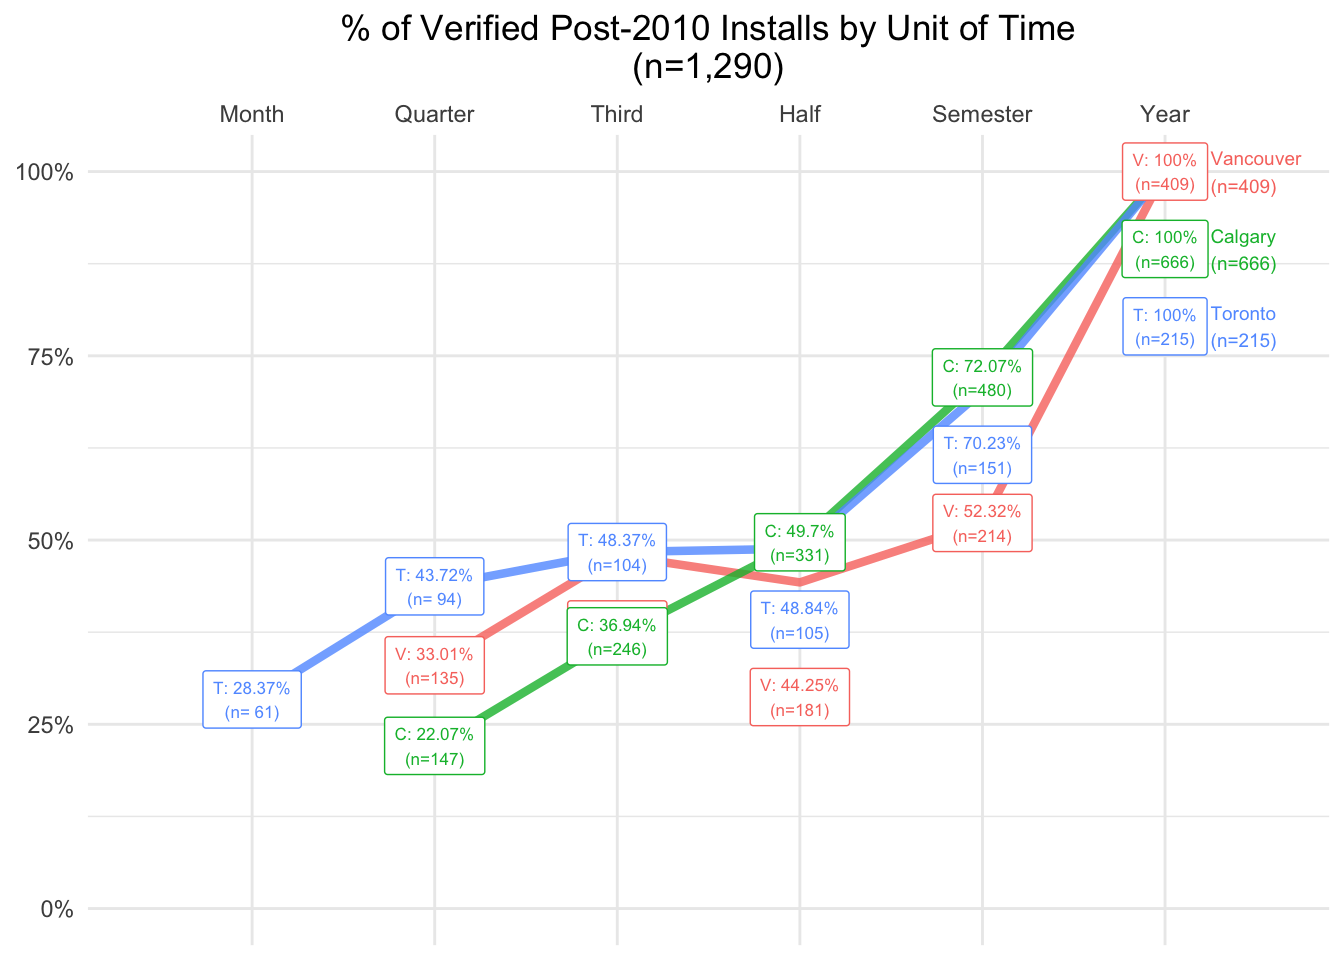 % of Verified Post-2010 Installs by Unit of Time
(n=1,290)
Month Quarter Third Half Semester Year
100%
75%
50%
25%
0%
T: 28.37%
(n= 61)
T: 43.72%
(n= 94)
V: 33.01%
(n=135)
C: 22.07%
(n=147)
T: 48.37%
(n=104)
C: 36.94%
(n=246)
C: 49.7%
(n=331)
T: 48.84%
(n=105)
V: 44.25%
(n=181)
C: 72.07%
(n=480)
T: 70.23%
(n=151)
V: 52.32%
(n=214)
V: 100%
(n=409)
Vancouver
(n=409)
C: 100%
(n=666)
Calgary
(n=666)
T: 100%
(n=215)
Toronto
(n=215)